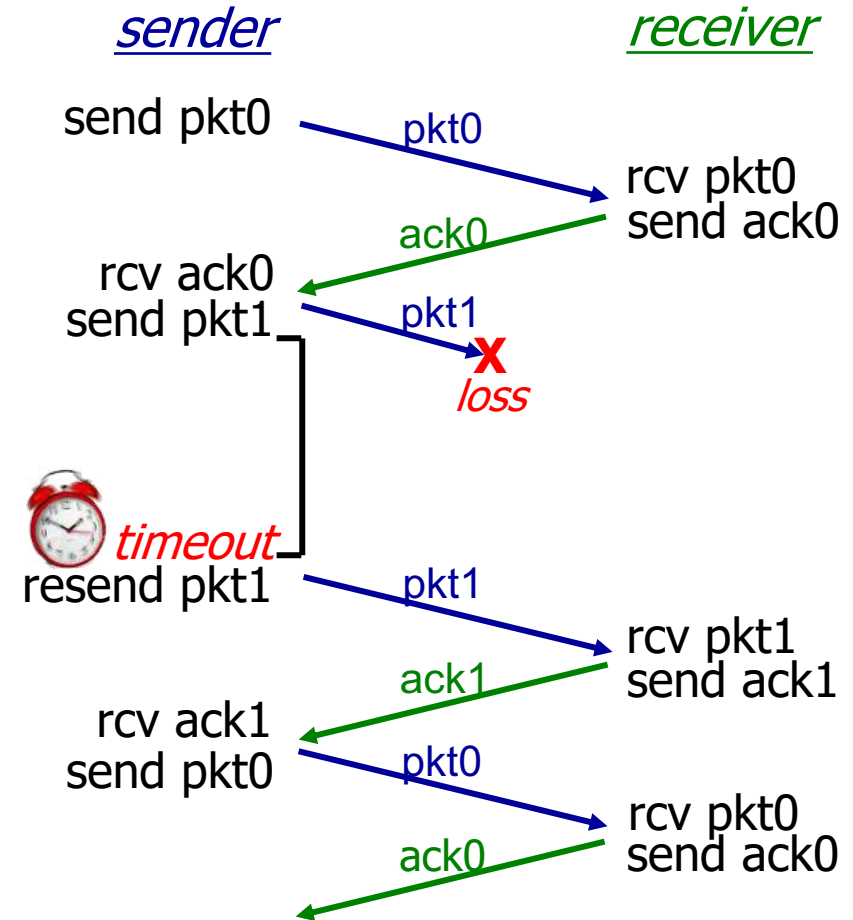 sender
receiver
send pkt0
pkt0
rcv pkt0
send ack0
ack0
rcv ack0
send pkt1
pkt1
X
loss
timeout
resend pkt1
pkt1
rcv pkt1
send ack1
ack1
rcv ack1
send pkt0
pkt0
rcv pkt0
send ack0
ack0